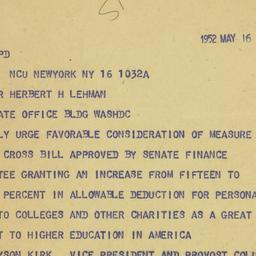 1952 MAY 16
PD
NCU NEWYORK NY 16 1032A
R HERBERT H LEHMAN
ATE OFFICE BLDG WASHDC
LY URGE FAVORABLE CONSIDERATION OF MEASURE
CROSS BILL APPROVED BY SENATE FINANCE
TEE GRANTING AN INCREASE FROM FIFTEEN TO
PERCENT IN ALLOWABLE DEDUCTION FOR PERSONA
TO COLLEGES AND OTHER CHARITIES AS A GREAT
T TO HIGHER EDUCATION IN AMERICA
YSON KIRK, VICE PRESIDENT AND PROVOST COLU